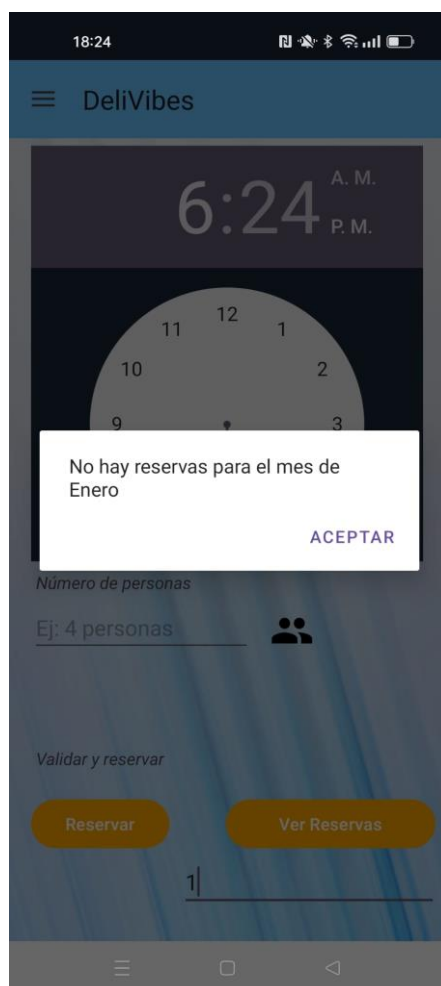 18:24
DeliVibes
6:24
A. M.
P. M.
12
11
1
10
2
9
3
No hay reservas para el mes de
Enero
ACEPTAR
Número de personas
Ej: 4 personas
Validar y reservar
Reservar
Ver Reservas
1